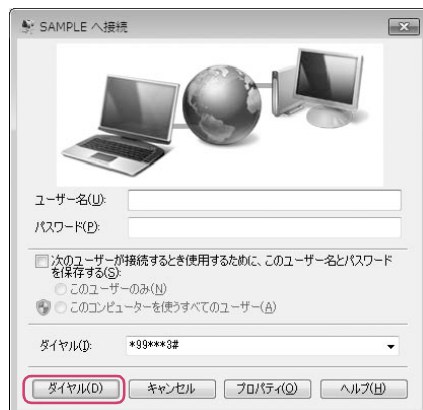 SAMPLE へ接続
ユーザー名(U):
パスワード(P):
次のユーザーが接続するとき使用するために、このユーザー名とパスワード
を保存する(S):
このユーザーのみ(N)
このコンピューターを使うすべてのユーザー(A)
ダイヤル(I): *99***3#
ダイヤル(D) キャンセル プロパティ(O) ヘルプ(H)